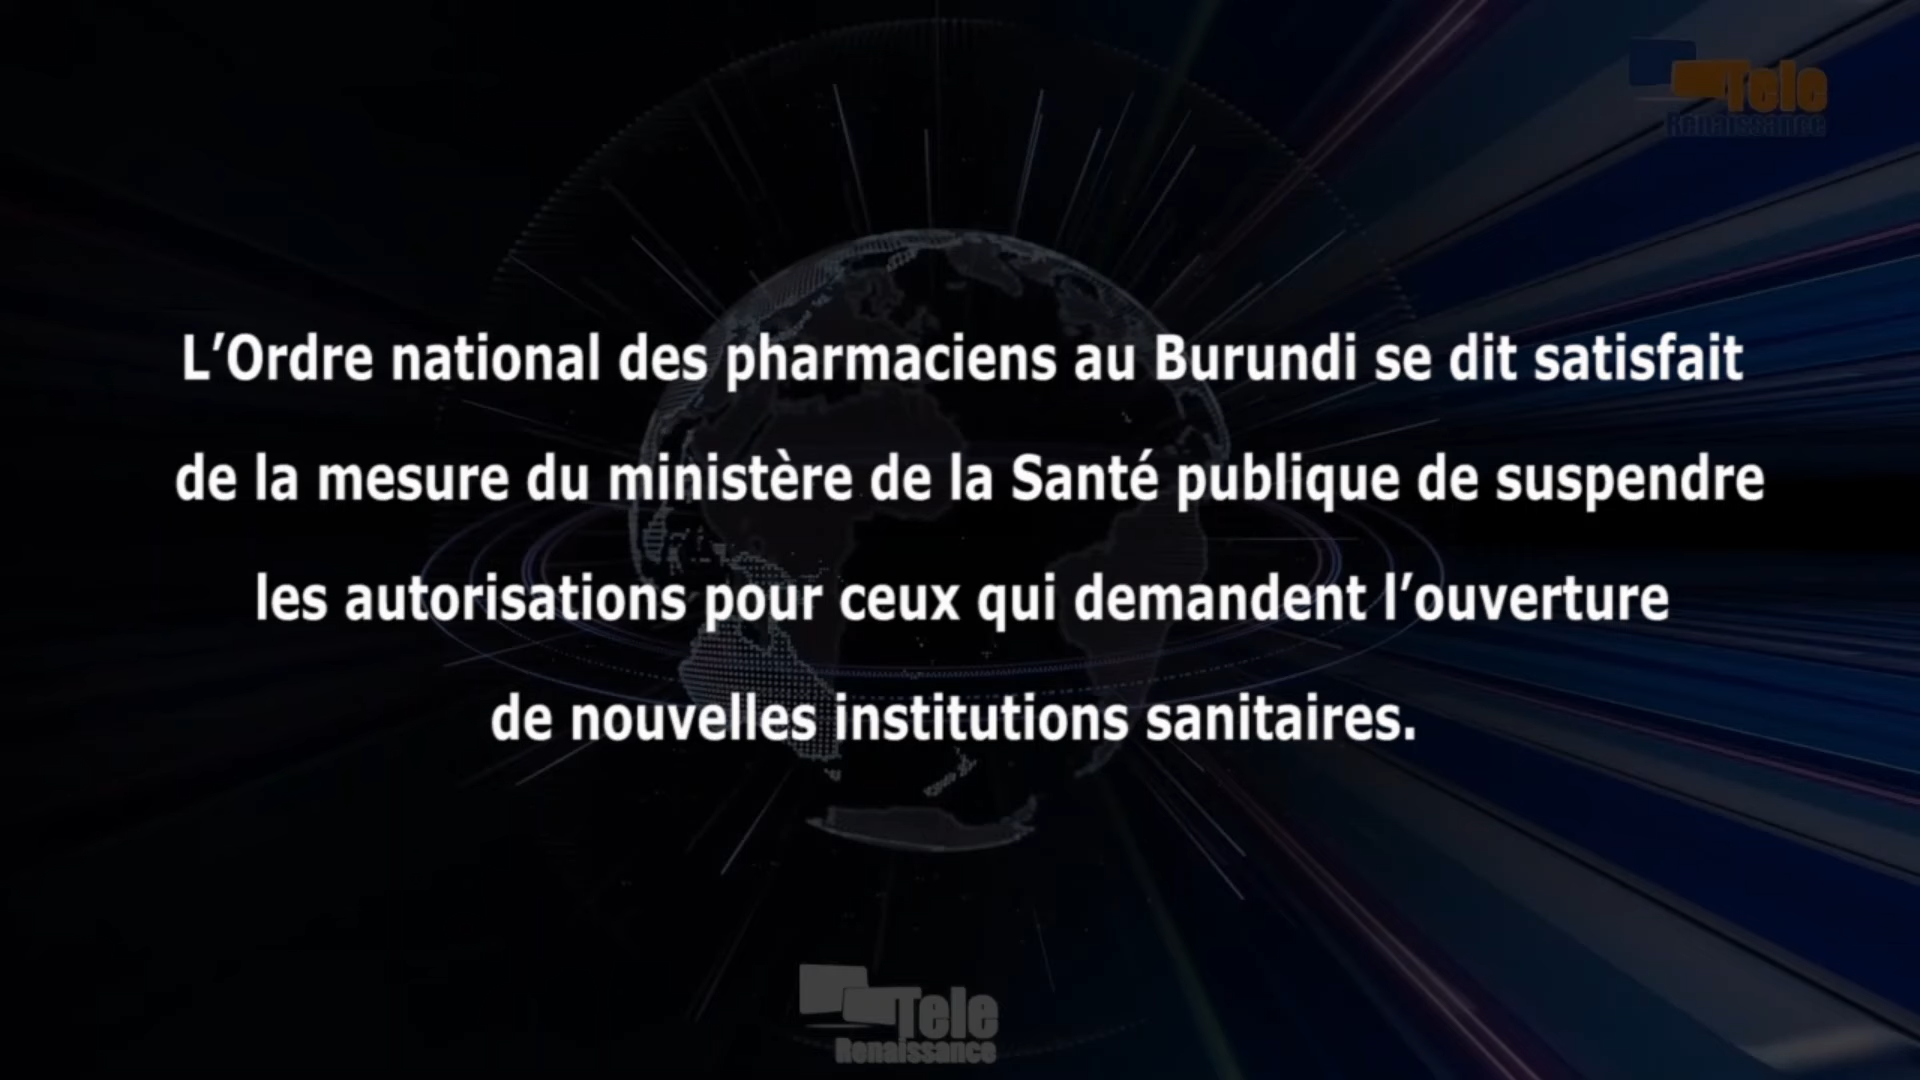 Tele
Renaissance
L’Ordre national des pharmaciens au Burundi se dit satisfait
de la mesure du ministère de la Santé publique de suspendre
les autorisations pour ceux qui demandent l’ouverture
de nouvelles institutions sanitaires.
Tele
Renaissance